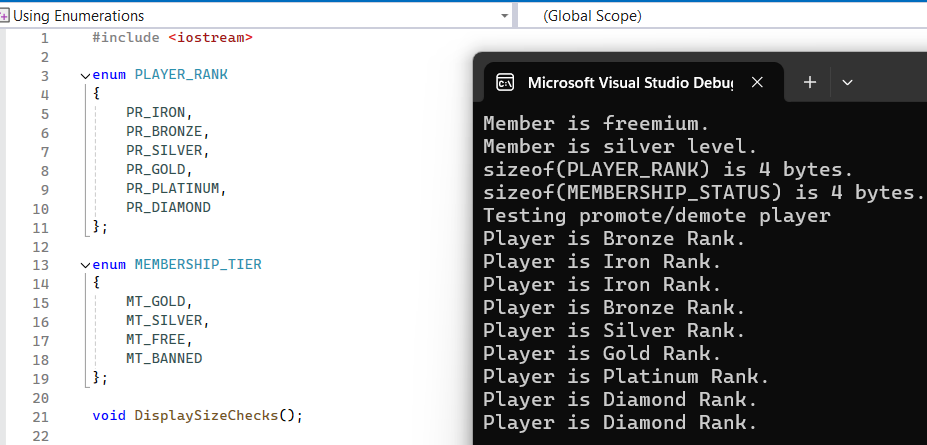 Using Enumerations
(Global Scope)
1 #include <iostream>
2
3 enum PLAYER_RANK
4 {
5 PR_IRON,
6 PR_BRONZE,
7 PR_SILVER,
8 PR_GOLD,
9 PR_PLATINUM,
10 PR_DIAMOND
11 };
12
13 enum MEMBERSHIP_TIER
14 {
15 MT_GOLD,
16 MT_SILVER,
17 MT_FREE,
18 MT_BANNED
19 };
20
21 void DisplaySizeChecks();
22
Microsoft Visual Studio Debu
Member is freemium.
Member is silver level.
sizeof(PLAYER_RANK) is 4 bytes.
sizeof(MEMBERSHIP_STATUS) is 4 bytes.
Testing promote/demote player
Player is Bronze Rank.
Player is Iron Rank.
Player is Iron Rank.
Player is Bronze Rank.
Player is Silver Rank.
Player is Gold Rank.
Player is Platinum Rank.
Player is Diamond Rank.
Player is Diamond Rank.